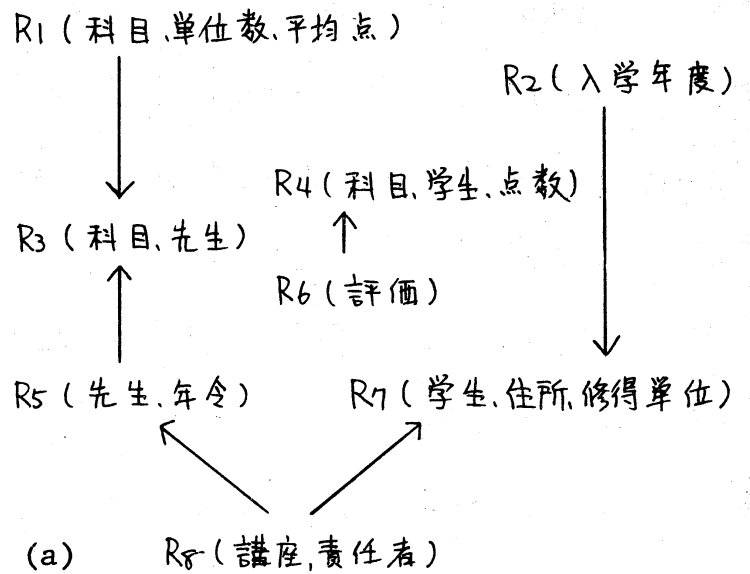 R1(科目、単位数、平均点)
R2(入学年度)
R4(科目、学生、点数)
R3(科目、先生)
R6(評価)
R5(先生、年令)
R7(学生、住所、修得単位)
(a) R8(講座,責任者)